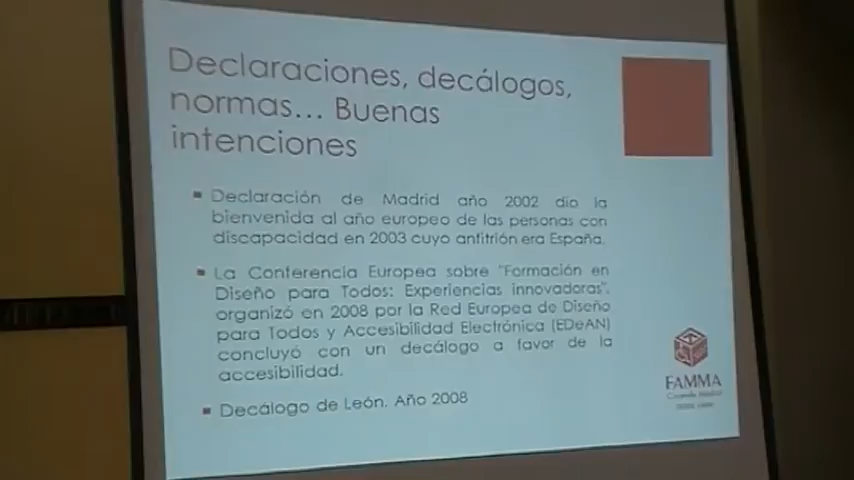 Declaraciones, decálogos,
normas... Buenas
intenciones
Declaración de Madrid año 2002 dio la
bienvenida al año europeo de las personas con
discapacidad en 2003 cuyo anfitrión era España.
La Conferencia Europea sobre "Formación en
Diseño para Todos: Experiencias innovadoras",
organizó en 2008 por la Red Europea de Diseño
para Todos y Accesibilidad Electrónica (EDeAN)
concluyó con un decálogo a favor de la
accesibilidad.
Decálogo de León. Año 2008
FAMMA